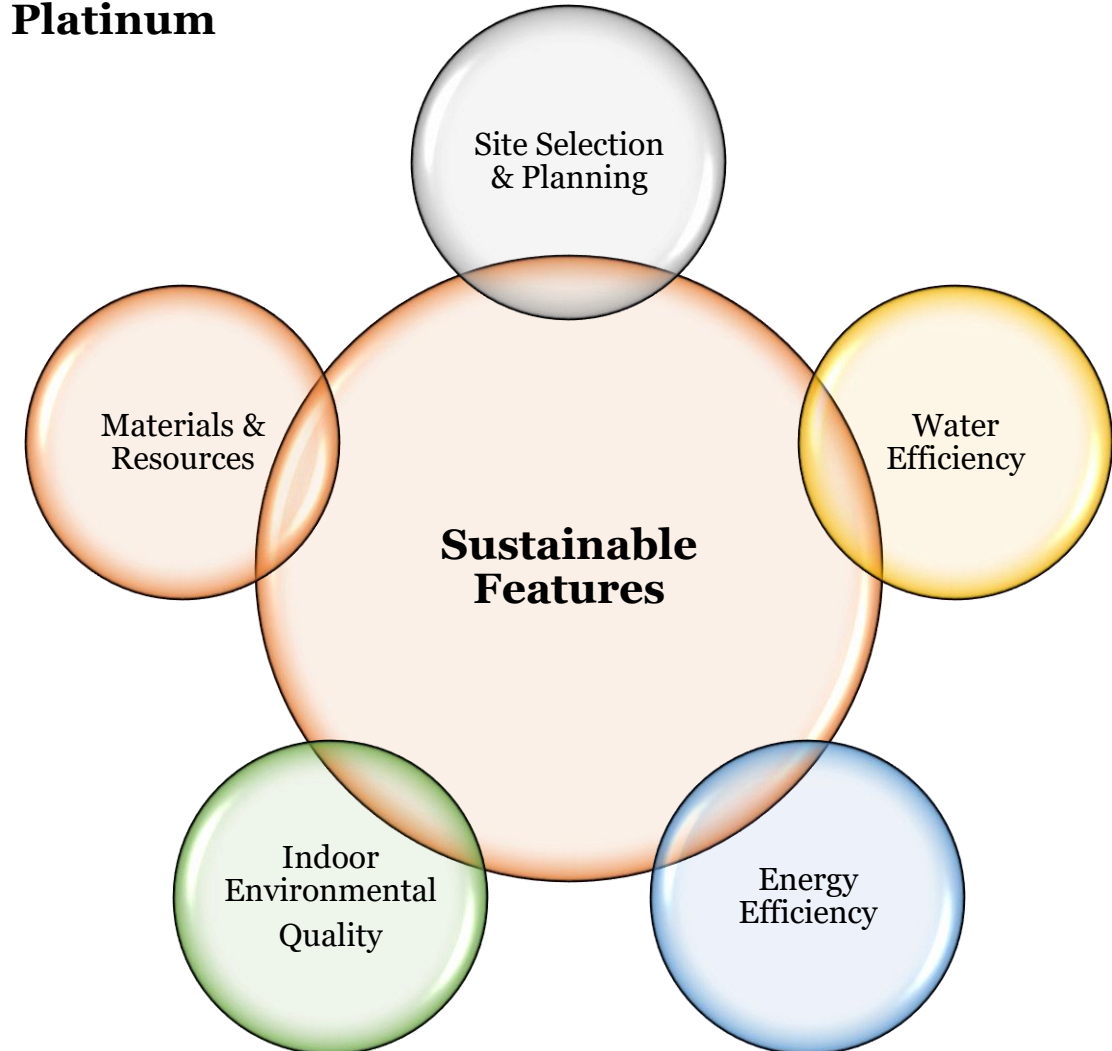 Platinum
Site Selection
& Planning
Materials &
Resources
Water
Efficiency
Sustainable
Features
Indoor
Environmental
Quality
Energy
Efficiency